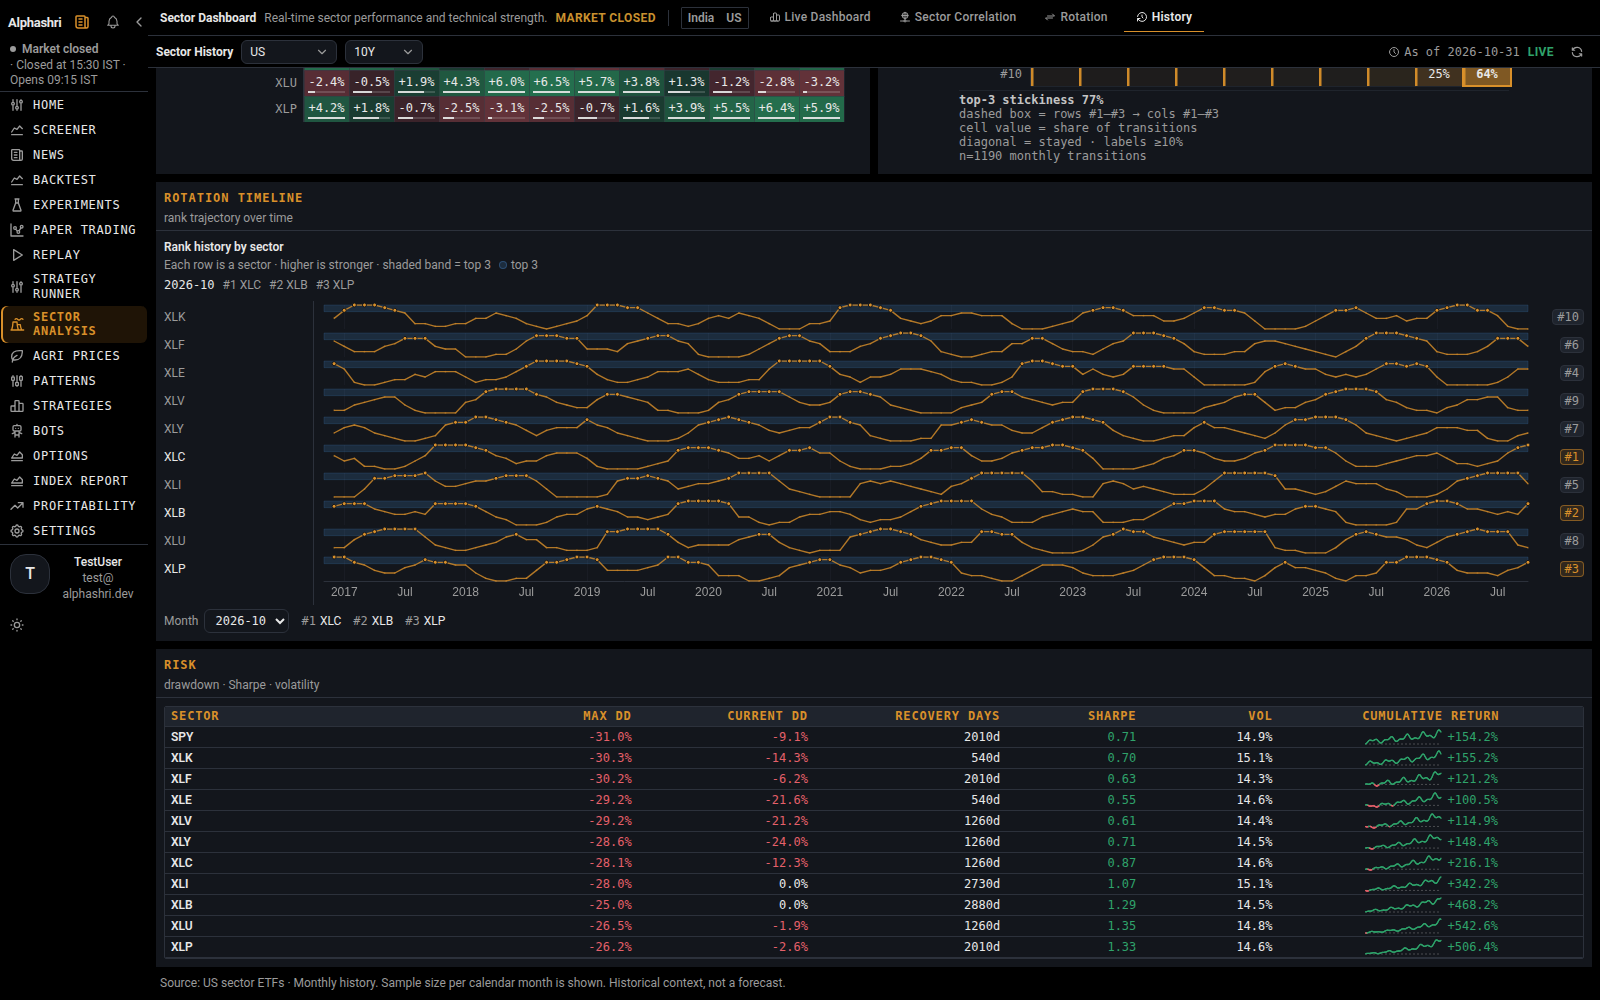 Alphashri
Market closed
· Closed at 15:30 IST ·
Opens 09:15 IST
HOME
SCREENER
NEWS
BACKTEST
EXPERIMENTS
PAPER TRADING
REPLAY
STRATEGY
RUNNER
SECTOR
ANALYSIS
AGRI PRICES
PATTERNS
STRATEGIES
BOTS
OPTIONS
INDEX REPORT
PROFITABILITY
SETTINGS
T
TestUser
test@
alphashri.dev
Sector Dashboard Real-time sector performance and technical strength. MARKET CLOSED India US Live Dashboard Sector Correlation Rotation History
Sector History US 10Y As of 2026-10-31 LIVE
XLU -2.4% -0.5% +1.9% +4.3% +6.0% +6.5% +5.7% +3.8% +1.3% -1.2% -2.8% -3.2%
XLP +4.2% +1.8% -0.7% -2.5% -3.1% -2.5% -0.7% +1.6% +3.9% +5.5% +6.4% +5.9%
#10 25% 64%
top-3 stickiness 77%
dashed box = rows #1–#3 → cols #1–#3
cell value = share of transitions
diagonal = stayed · labels ≥10%
n=1190 monthly transitions
ROTATION TIMELINE
rank trajectory over time
Rank history by sector
Each row is a sector · higher is stronger · shaded band = top 3 top 3
2026-10 #1 XLC #2 XLB #3 XLP
XLK #10
XLF #6
XLE #4
XLV #9
XLY #7
XLC #1
XLI #5
XLB #2
XLU #8
XLP #3
2017 Jul 2018 Jul 2019 Jul 2020 Jul 2021 Jul 2022 Jul 2023 Jul 2024 Jul 2025 Jul 2026 Jul
Month 2026-10 #1 XLC #2 XLB #3 XLP
RISK
drawdown · Sharpe · volatility
SECTOR MAX DD CURRENT DD RECOVERY DAYS SHARPE VOL CUMULATIVE RETURN
SPY -31.0% -9.1% 2010d 0.71 14.9% +154.2%
XLK -30.3% -14.3% 540d 0.70 15.1% +155.2%
XLF -30.2% -6.2% 2010d 0.63 14.3% +121.2%
XLE -29.2% -21.6% 540d 0.55 14.6% +100.5%
XLV -29.2% -21.2% 1260d 0.61 14.4% +114.9%
XLY -28.6% -24.0% 1260d 0.71 14.5% +148.4%
XLC -28.1% -12.3% 1260d 0.87 14.6% +216.1%
XLI -28.0% 0.0% 2730d 1.07 15.1% +342.2%
XLB -25.0% 0.0% 2880d 1.29 14.5% +468.2%
XLU -26.5% -1.9% 1260d 1.35 14.8% +542.6%
XLP -26.2% -2.6% 2010d 1.33 14.6% +506.4%
Source: US sector ETFs · Monthly history. Sample size per calendar month is shown. Historical context, not a forecast.